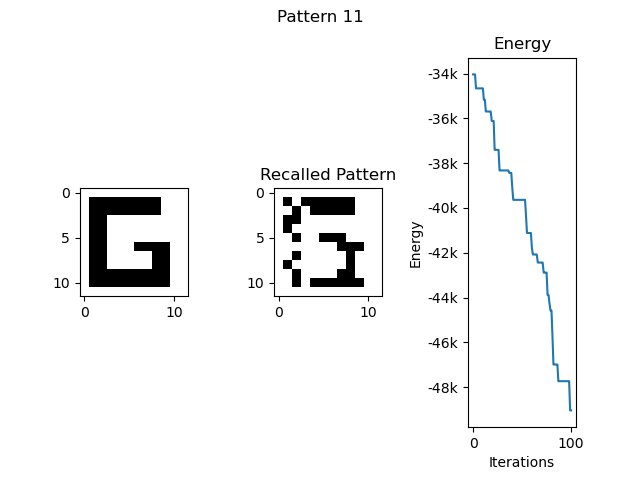 Pattern 11
Energy
Recalled Pattern
-34k
-36k
-38k
-40k
-42k
-44k
-46k
-48k
Energy
0
5
10
0
5
10
0 10
0 10
0 100
Iterations
G